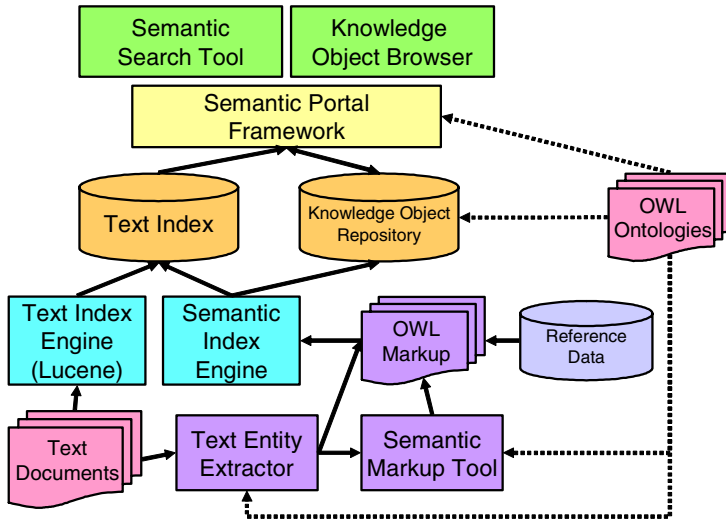 Semantic
Search Tool
Knowledge
Object Browser
Semantic Portal
Framework
Text Index
Knowledge Object
Repository
OWL
Ontologies
Text Index
Engine
(Lucene)
Semantic
Index
Engine
OWL
Markup
Reference
Data
Text
Documents
Text Entity
Extractor
Semantic
Markup Tool